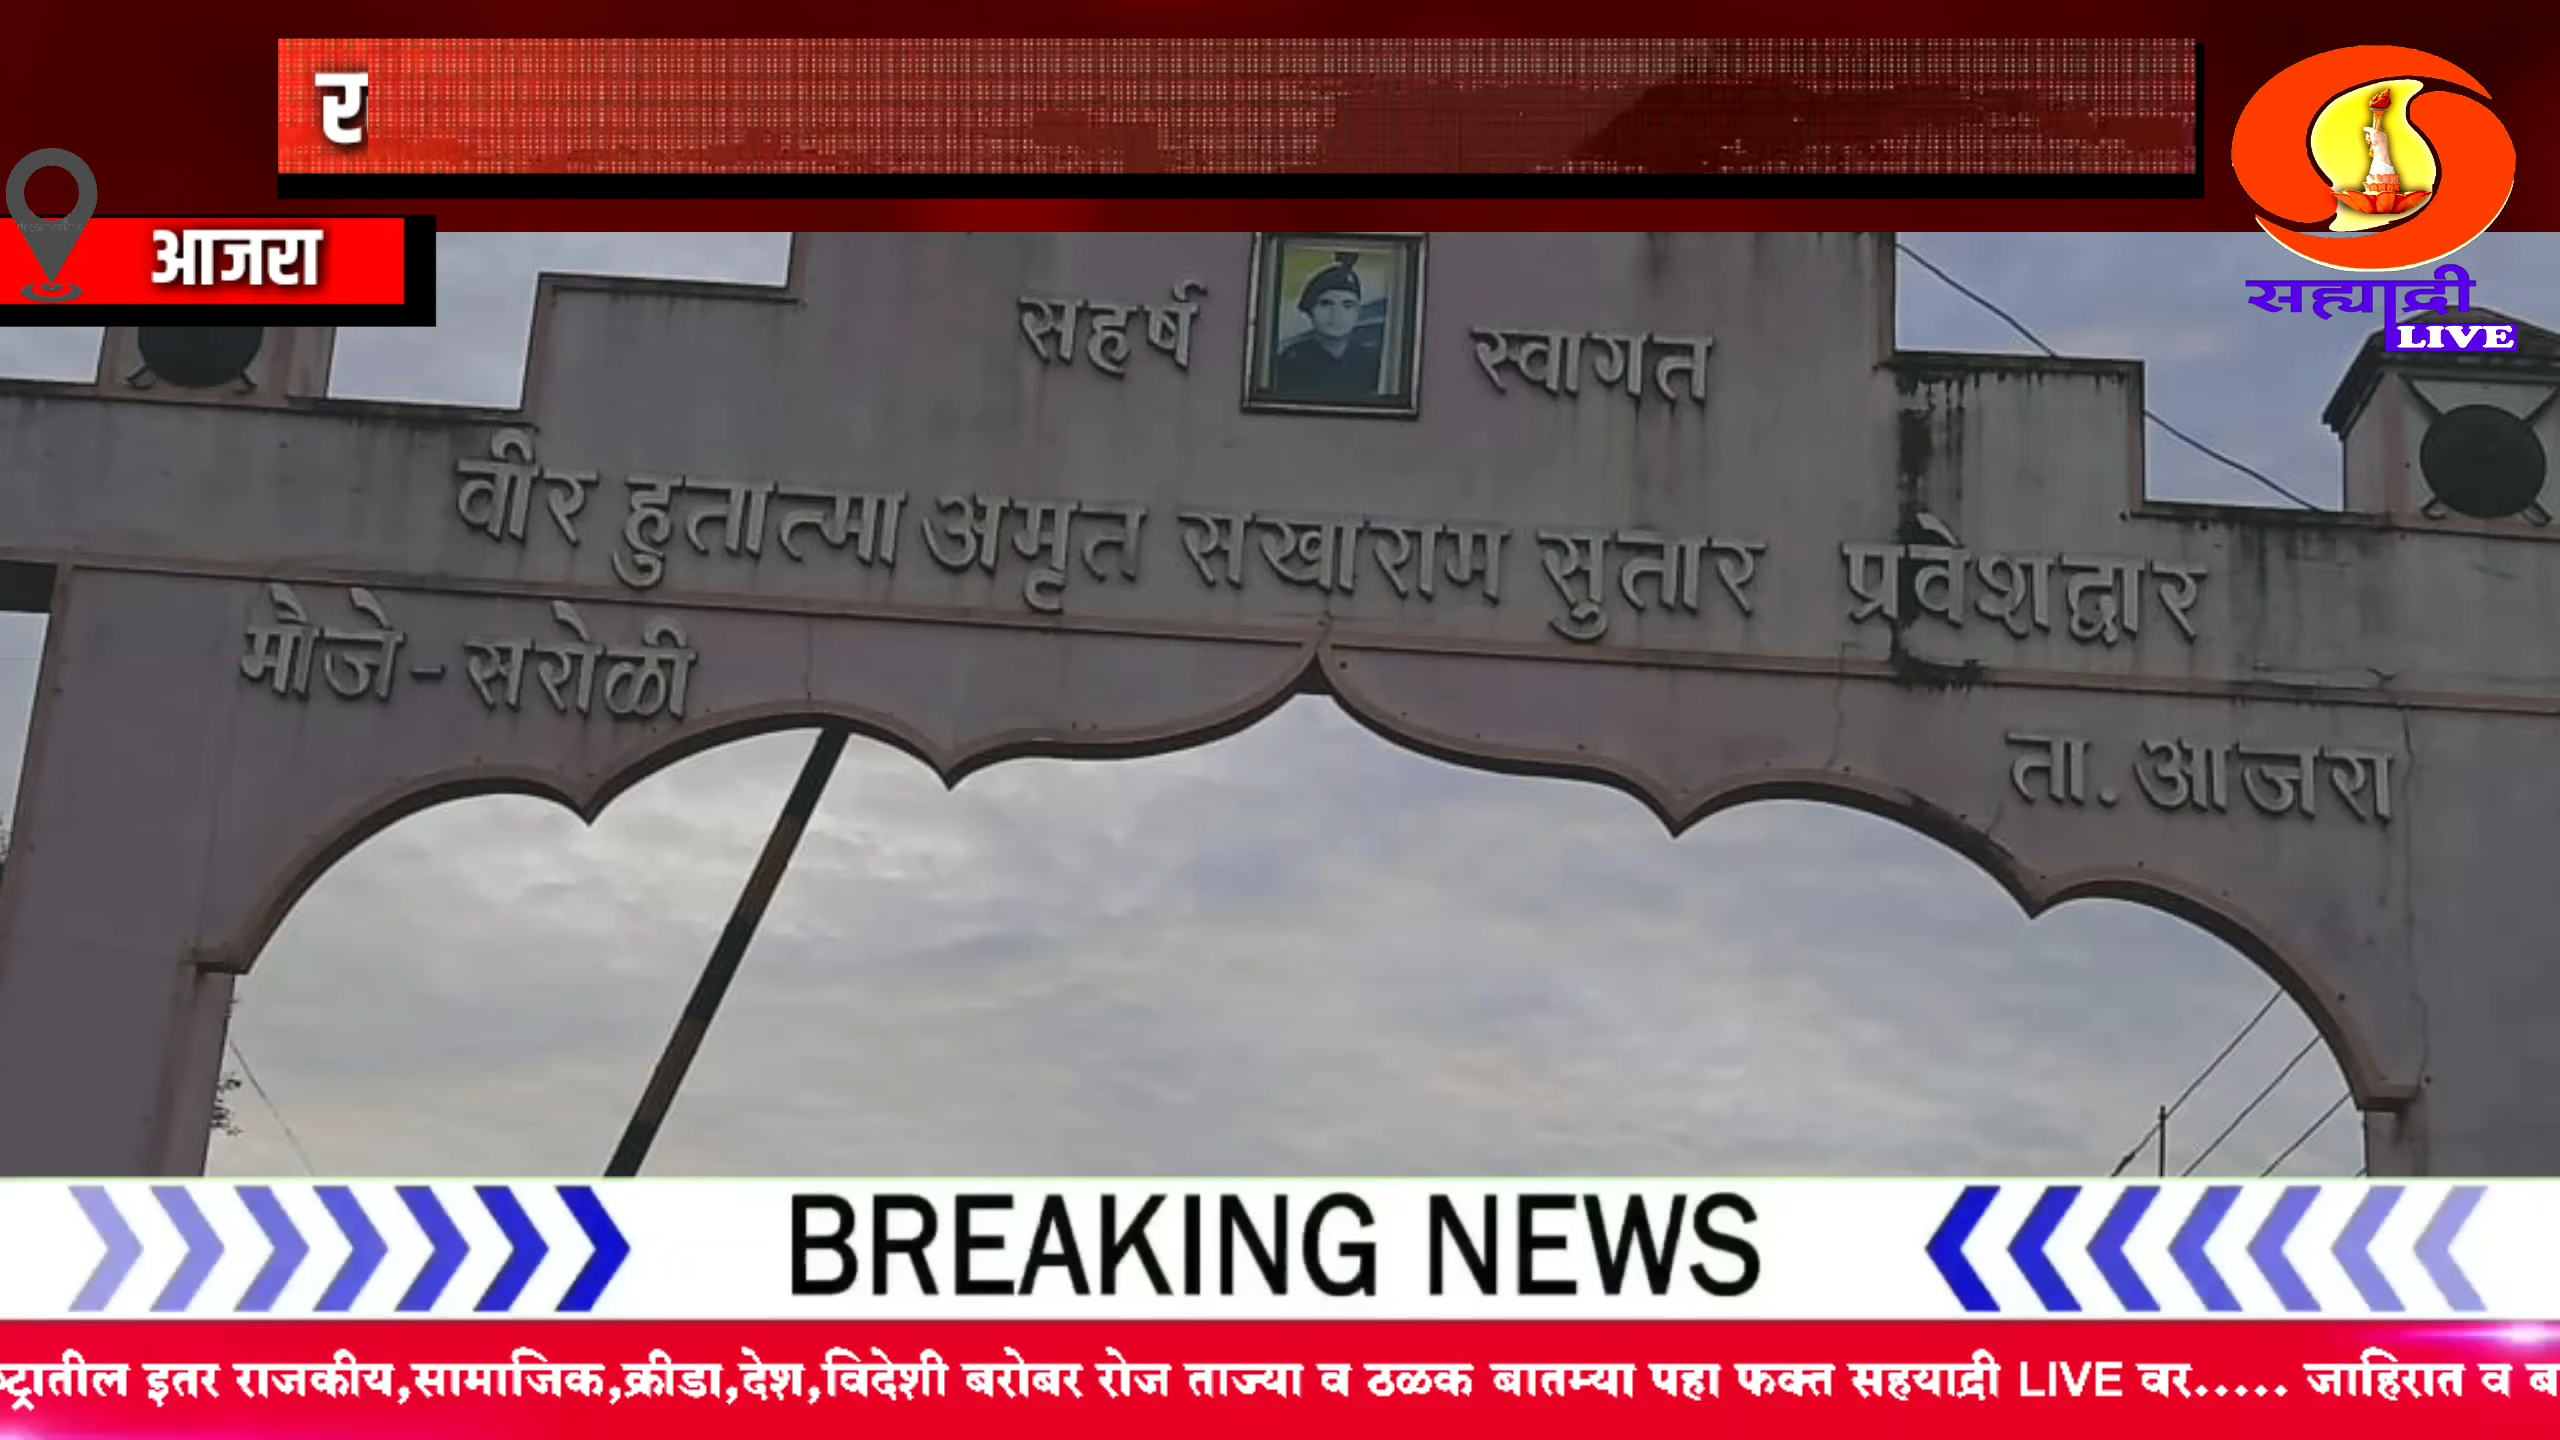 र
आजरा
सह्याद्री
LIVE
सहर्ष स्वागत
वीर हुतात्मा अमृत सखाराम सुतार प्रवेशद्वार
मौजे-सरोळी
ता. आजरा
BREAKING NEWS
ष्ट्रातील इतर राजकीय,सामाजिक,क्रीडा,देश,विदेशी बरोबर रोज ताज्या व ठळक बातम्या पहा फक्त सहयाद्री LIVE वर..... जाहिरात व ब